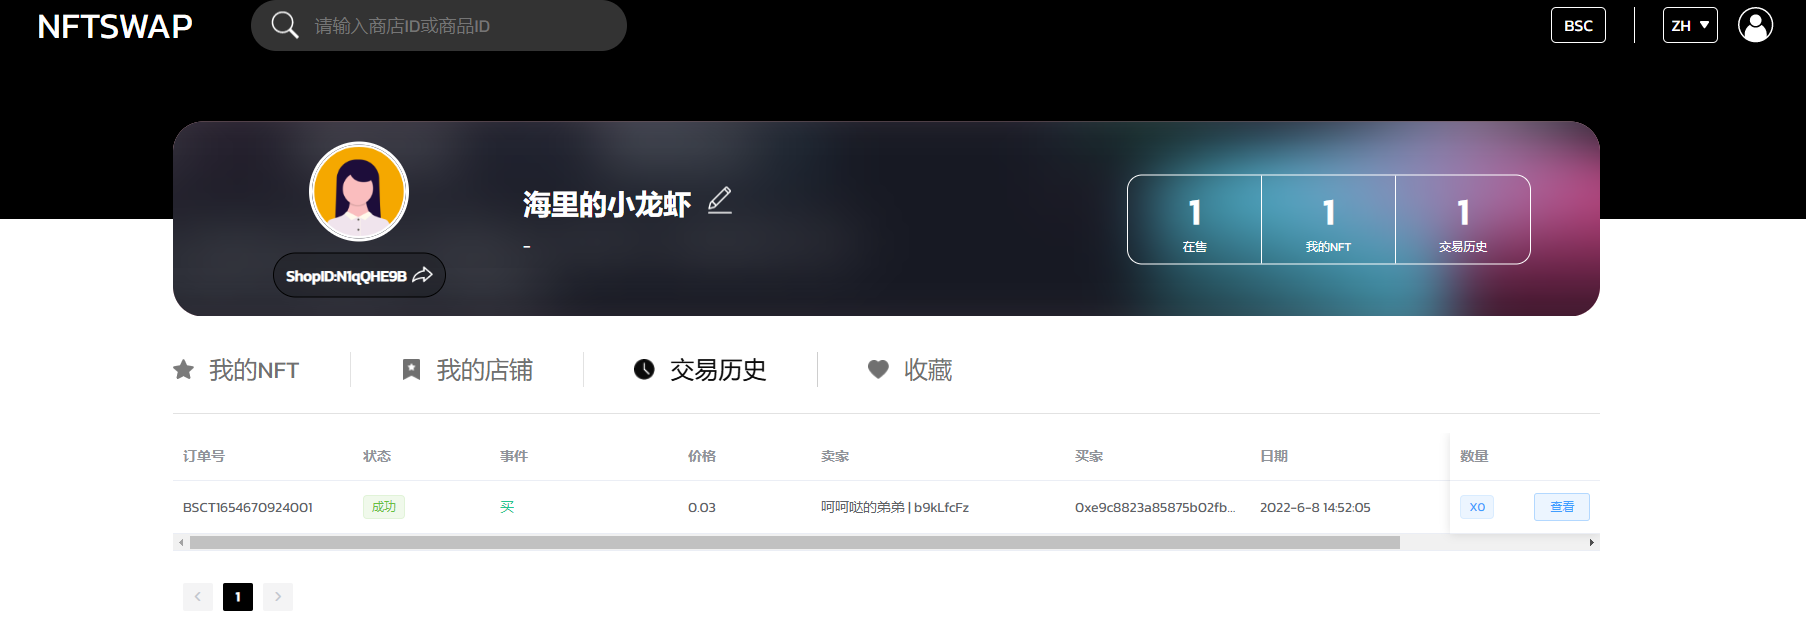 NFTSWAP
请输入商店ID或商品ID
BSC
ZH
海里的小龙虾
-
ShopID:N1qQHE9B
1
在售
1
我的NFT
1
交易历史
我的NFT
我的店铺
交易历史
收藏
订单号 状态 事件 价格 卖家 买家 日期 数量
BSCT1654670924001 成功 买 0.03 呵呵哒的弟弟 | b9kLfcFz 0xe9c8823a85875b02fb... 2022-6-8 14:52:05 X0 查看
1